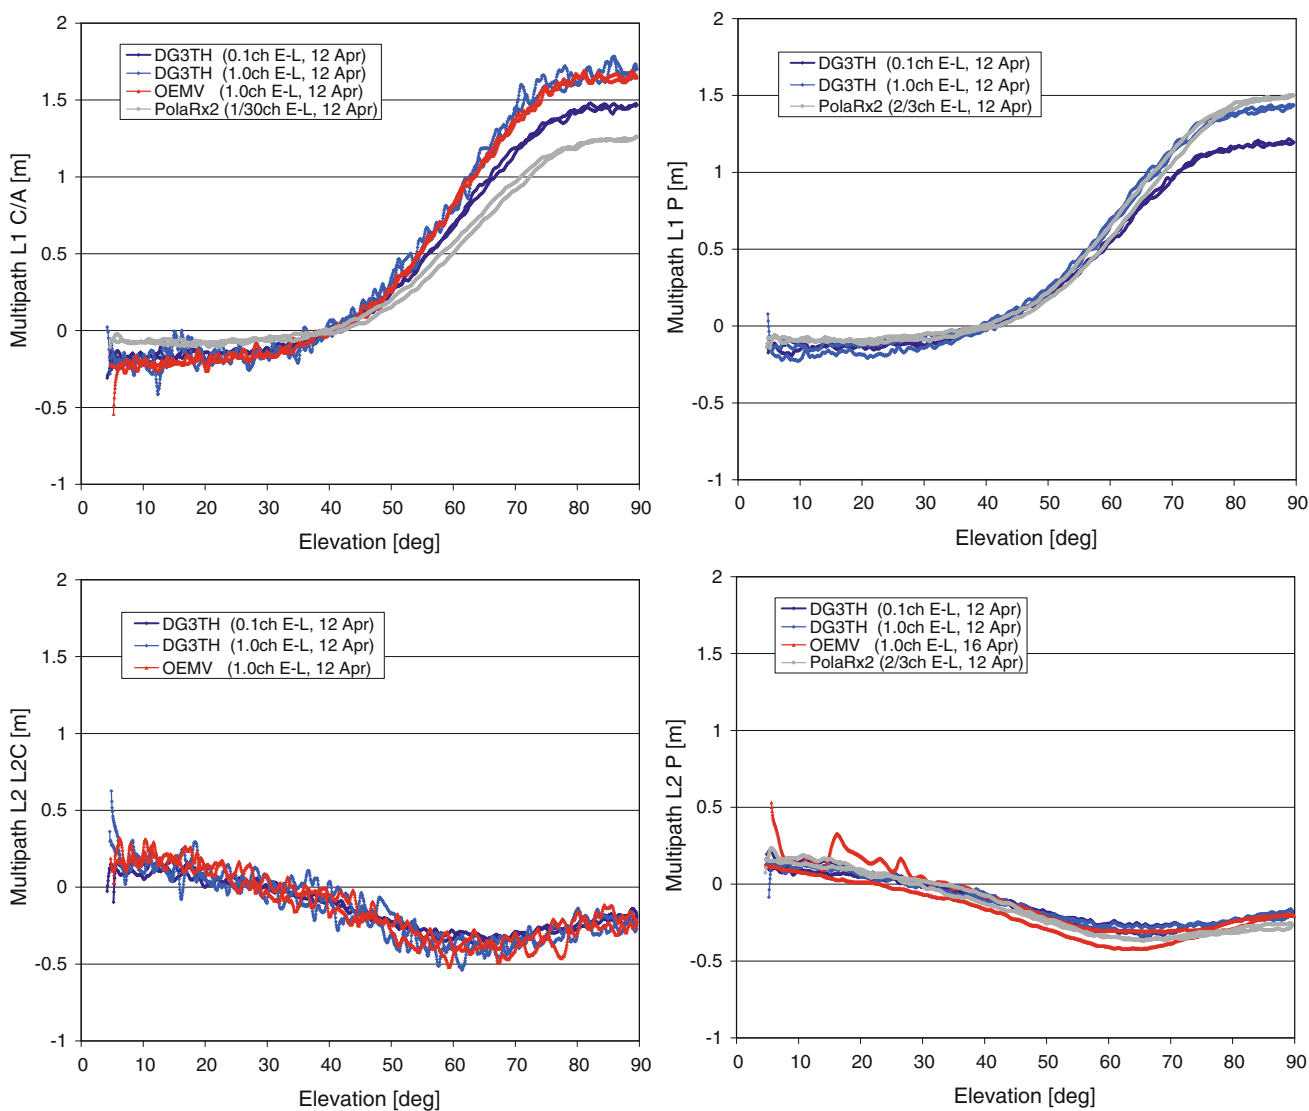 2
1.5
1
0.5
0
-0.5
-1
Multipath L1 C/A [m]
DG3TH (0.1ch E-L, 12 Apr)
DG3TH (1.0ch E-L, 12 Apr)
OEMV (1.0ch E-L, 12 Apr)
PolaRx2 (1/30ch E-L, 12 Apr)
0 10 20 30 40 50 60 70 80 90
Elevation [deg]
2
1.5
1
0.5
0
-0.5
-1
Multipath L1 P [m]
DG3TH (0.1ch E-L, 12 Apr)
DG3TH (1.0ch E-L, 12 Apr)
PolaRx2 (2/3ch E-L, 12 Apr)
0 10 20 30 40 50 60 70 80 90
Elevation [deg]
2
1.5
1
0.5
0
-0.5
-1
Multipath L2 L2C [m]
DG3TH (0.1ch E-L, 12 Apr)
DG3TH (1.0ch E-L, 12 Apr)
OEMV (1.0ch E-L, 12 Apr)
0 10 20 30 40 50 60 70 80 90
Elevation [deg]
2
1.5
1
0.5
0
-0.5
-1
Multipath L2 P [m]
DG3TH (0.1ch E-L, 12 Apr)
DG3TH (1.0ch E-L, 12 Apr)
OEMV (1.0ch E-L, 16 Apr)
PolaRx2 (2/3ch E-L, 12 Apr)
0 10 20 30 40 50 60 70 80 90
Elevation [deg]